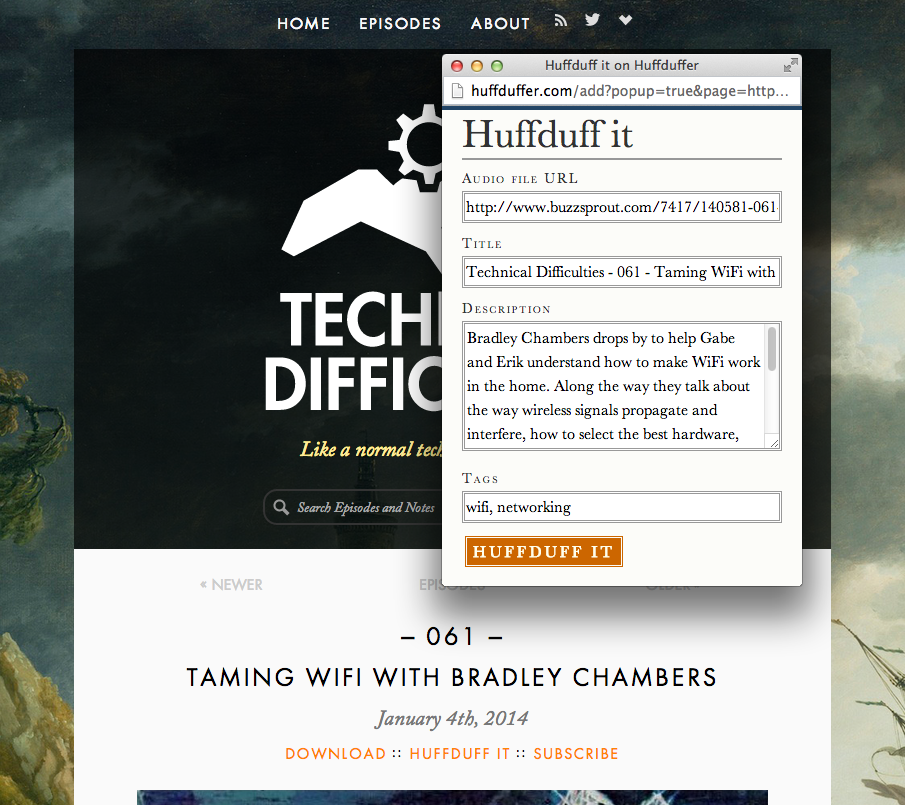 HOME EPISODES ABOUT
Huffduff it on Huffduffer
huffduffer.com/add?popup=true&page=http...
Huffduff it
Audio file URL
http://www.buzzsprout.com/7417/140581-061-
Title
Technical Difficulties - 061 - Taming WiFi with
Description
Bradley Chambers drops by to help Gabe
and Erik understand how to make WiFi work
in the home. Along the way they talk about
the way wireless signals propagate and
interfere, how to select the best hardware,
Tags
wifi, networking
HUFFDUFF IT
TECH
DIFFIC
Like a normal tech
Search Episodes and Notes
« NEWER
EPISODES
OLDER
– 061 –
TAMING WIFI WITH BRADLEY CHAMBERS
January 4th, 2014
DOWNLOAD :: HUFFDUFF IT :: SUBSCRIBE